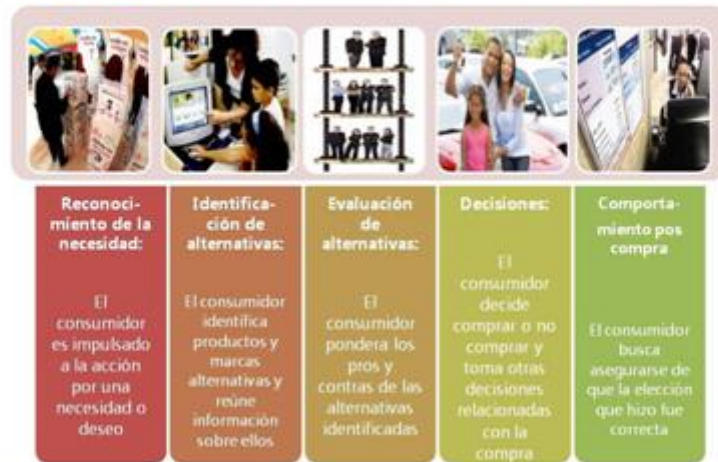 Reconoci-
miento de la
necesidad:
El
consumidor
es impulsado
a la acción
por una
necesidad o
deseo
Identifica-
ción de
alternativas:
El consumidor
identifica
productos y
marcas
alternativas y
reúne
información
sobre ellos
Evaluación
de
alternativas:
El
consumidor
pondera los
pros y
contras de las
alternativas
identificadas
Decisiones:
El
consumidor
decide
comprar o no
comprar y
toma otras
decisiones
relacionadas
con la
compra
Comporta-
miento pos
compra
El consumidor
busca
asegurarse de
que la elección
que hizo fue
correcta